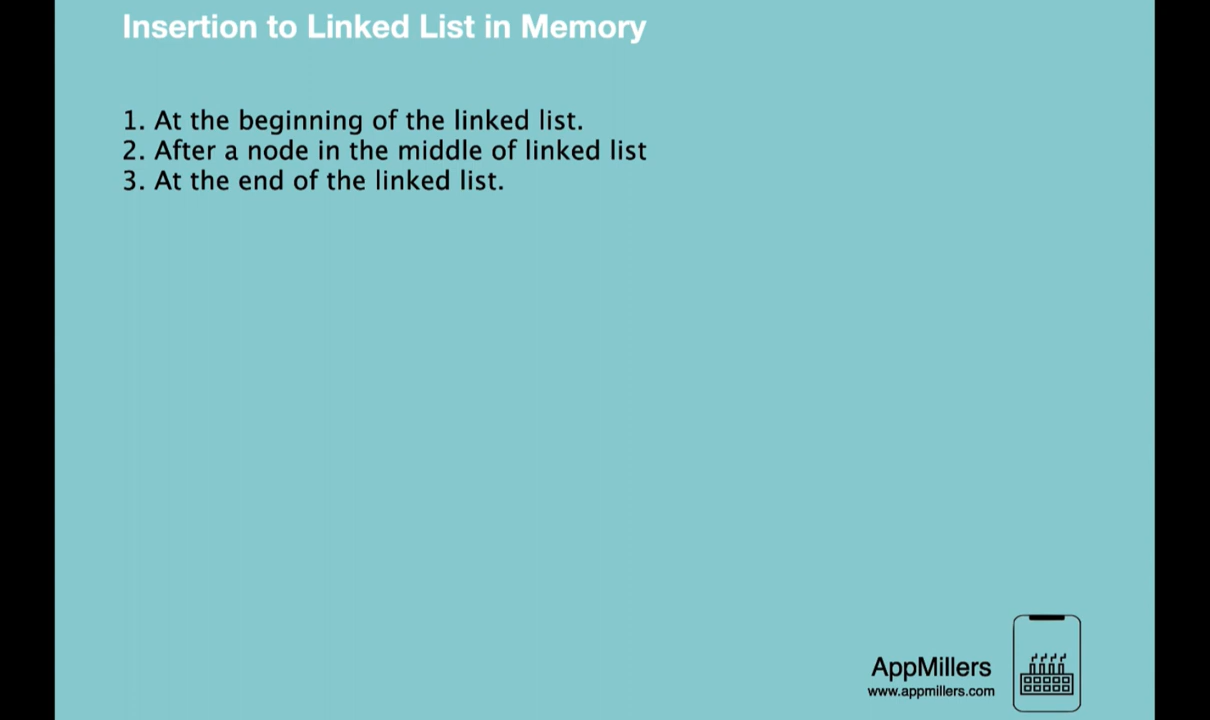 Insertion to Linked List in Memory
1. At the beginning of the linked list.
2. After a node in the middle of linked list
3. At the end of the linked list.
AppMillers
www.appmillers.com